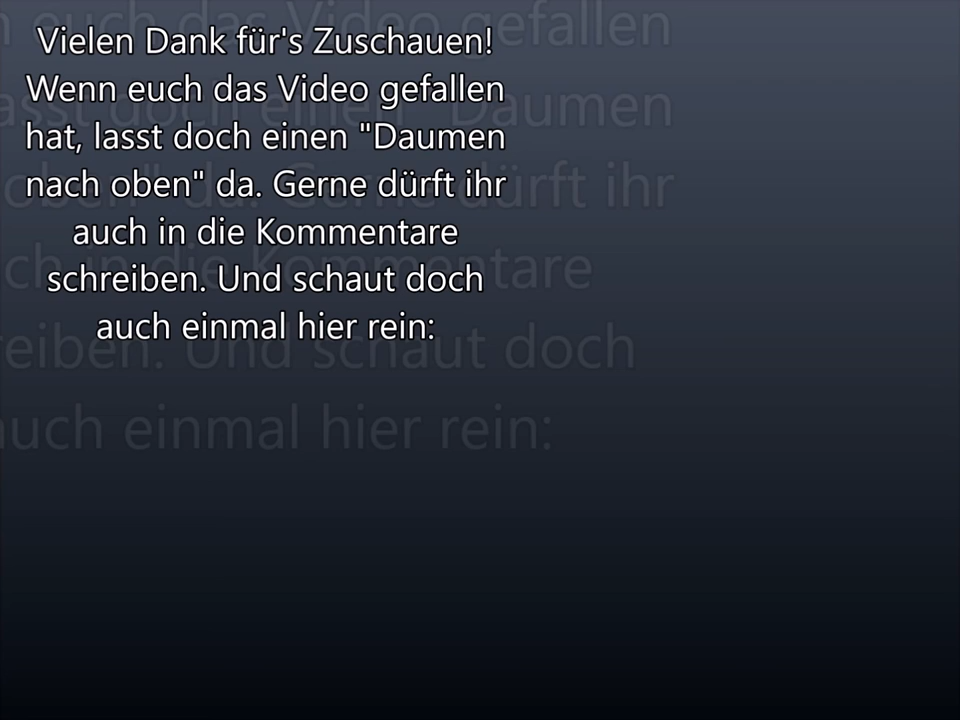 Vielen Dank für's Zuschauen!
Wenn euch das Video gefallen
hat, lasst doch einen "Daumen
nach oben" da. Gerne dürft ihr
auch in die Kommentare
schreiben. Und schaut doch
auch einmal hier rein: